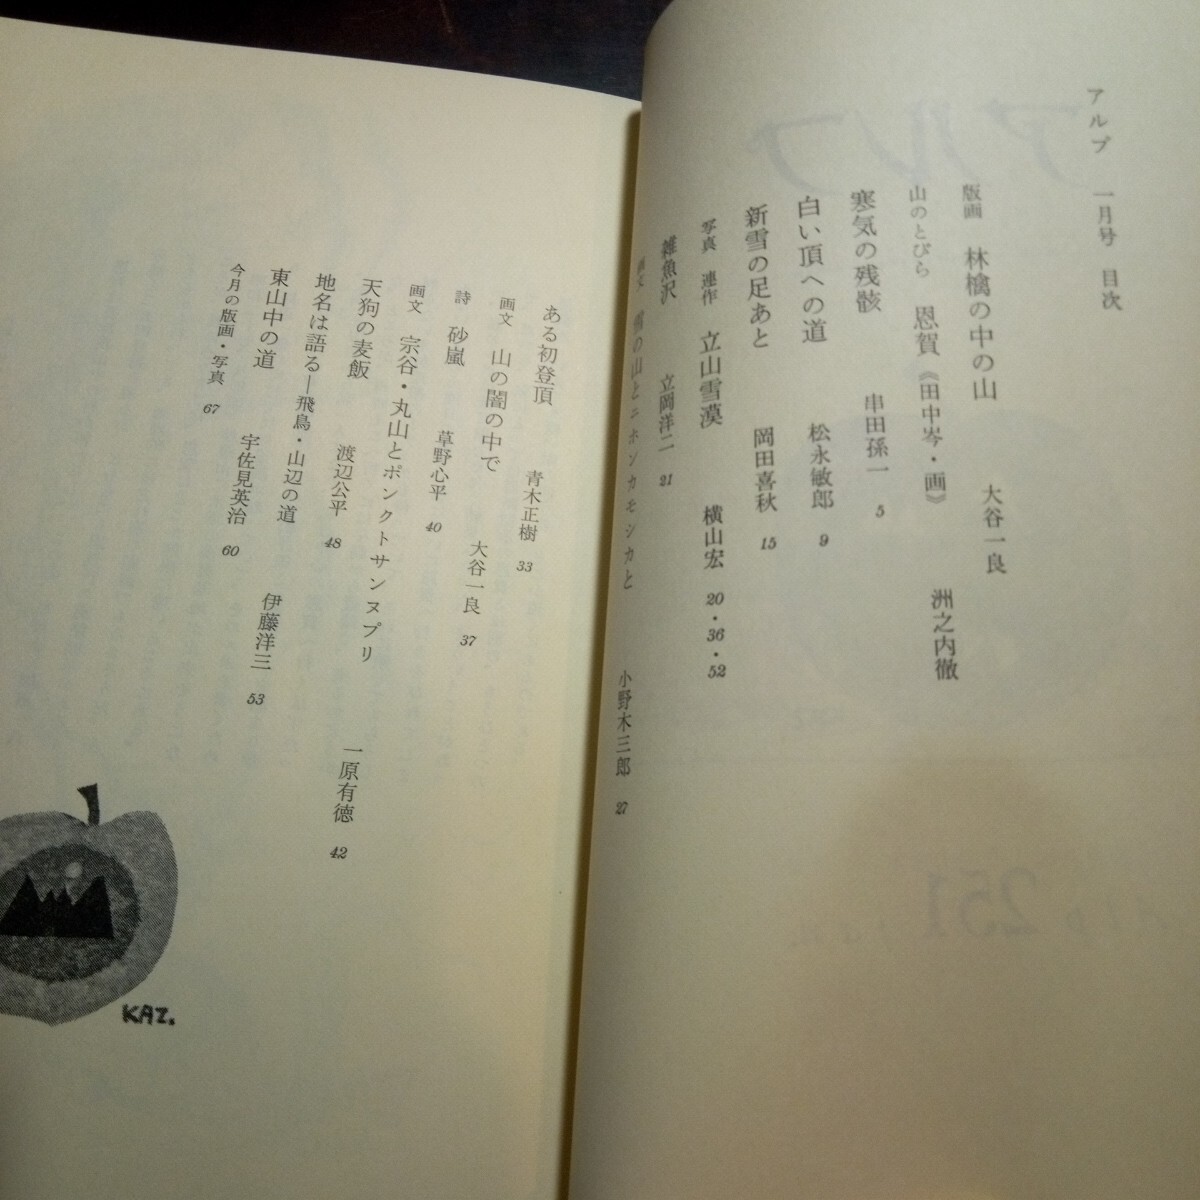 アルプ 一月号 目次
版画 林檎の中の山 大谷一良
山のとびら 恩賀《田中岑・画》 洲之内徹
寒気の残骸 串田孫一 5
白い頂への道 松永敏郎 9
新雪の足あと 岡田喜秋 15
写真 連作 立山雪漠 横山宏 20・36・52
雑魚沢 立岡洋二 21
画文 雪の山とニホンカモシカと 小野木三郎 27
ある初登頂 青木正樹 33
画文 山の闇の中で 大谷一良 37
詩 砂嵐 草野心平 40
画文 宗谷・丸山とポンクトサンヌプリ 一原有徳 42
天狗の麦飯 渡辺公平 48
地名は語る―飛鳥・山辺の道 伊藤洋三 53
東山中の道 宇佐見英治 60
今月の版画・写真 67
KAZ.
アルプ
251